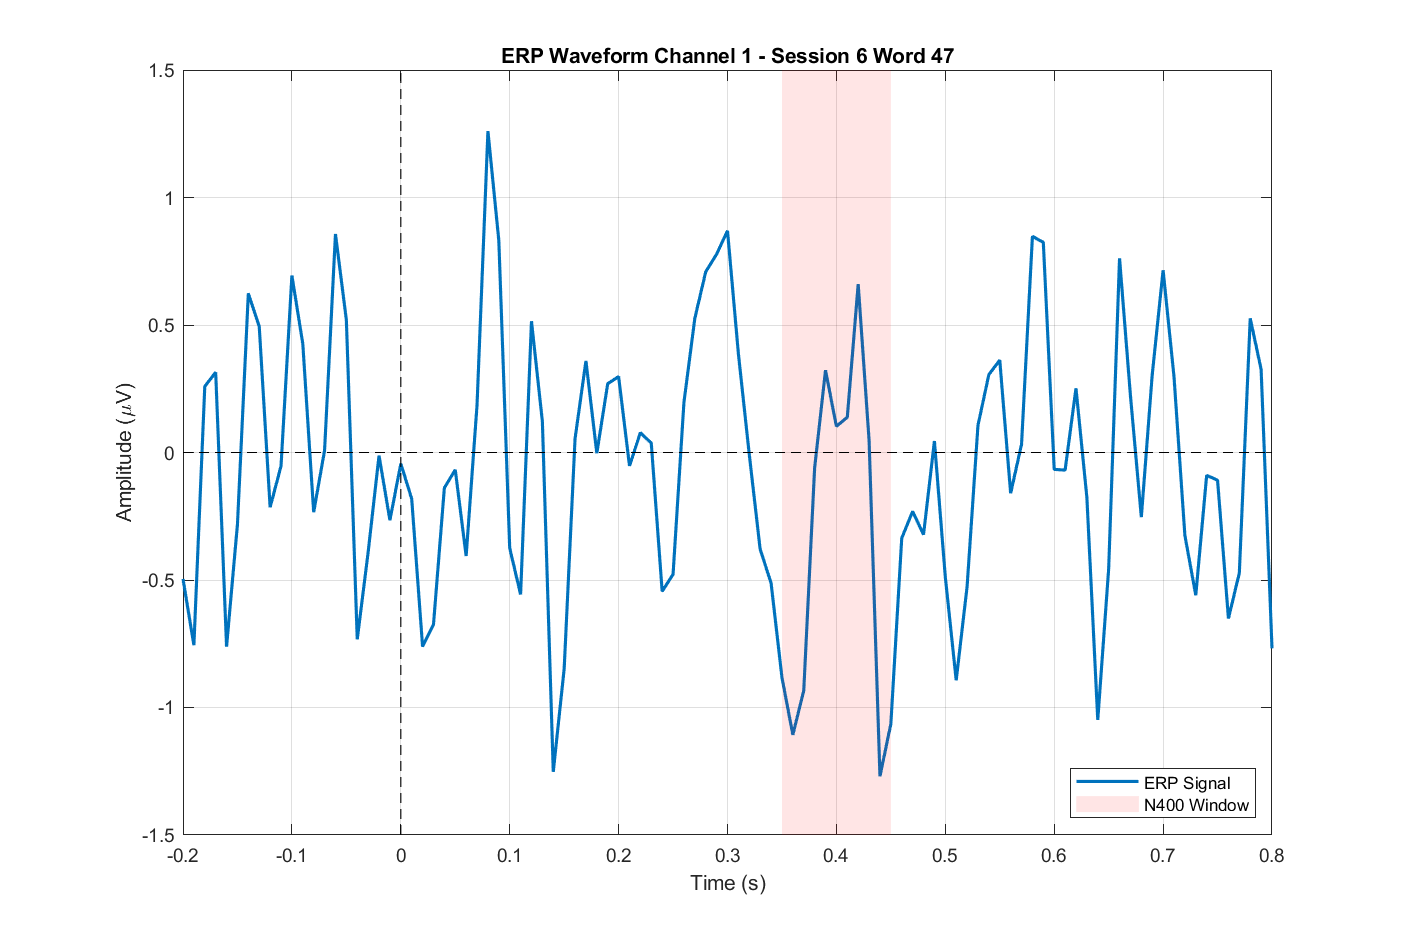 ERP Waveform Channel 1 - Session 6 Word 47
1.5
1
0.5
0
-0.5
-1
-1.5
Amplitude (μV)
-0.2 -0.1 0 0.1 0.2 0.3 0.4 0.5 0.6 0.7 0.8
Time (s)
ERP Signal
N400 Window